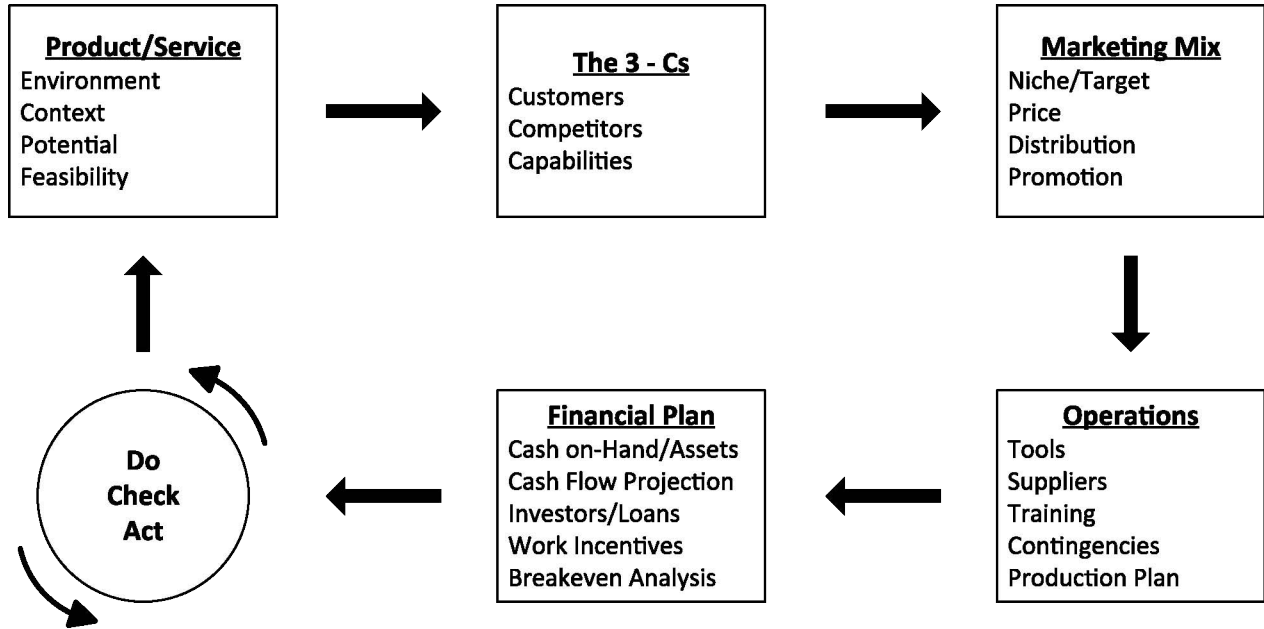 Product/Service
Environment
Context
Potential
Feasibility
The 3 - Cs
Customers
Competitors
Capabilities
Marketing Mix
Niche/Target
Price
Distribution
Promotion
Operations
Tools
Suppliers
Training
Contingencies
Production Plan
Financial Plan
Cash on-Hand/Assets
Cash Flow Projection
Investors/Loans
Work Incentives
Breakeven Analysis
Do
Check
Act